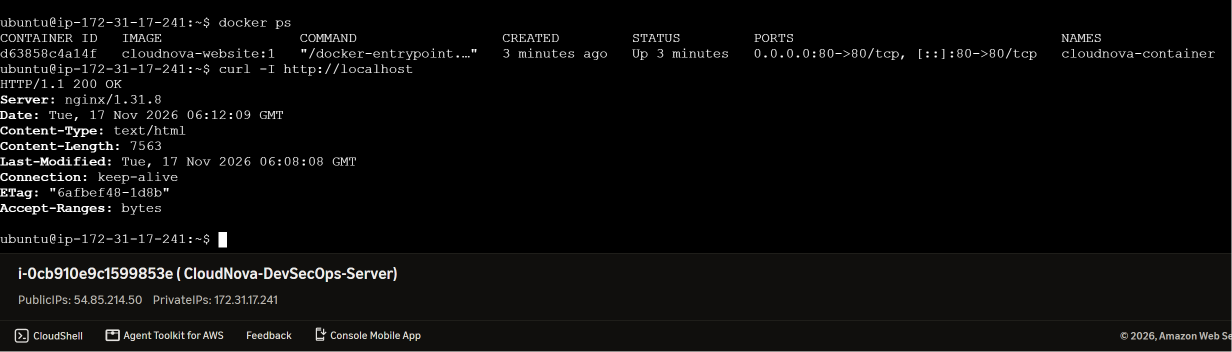 ubuntu@ip-172-31-17-241:~$ docker ps
CONTAINER ID   IMAGE                  COMMAND                  CREATED         STATUS         PORTS                                 NAMES
d63858c4a14f   cloudnova-website:1    "/docker-entrypoint.…"   3 minutes ago   Up 3 minutes   0.0.0.0:80->80/tcp, [::]:80->80/tcp   cloudnova-container
ubuntu@ip-172-31-17-241:~$ curl -I http://localhost
HTTP/1.1 200 OK
Server: nginx/1.31.8
Date: Tue, 17 Nov 2026 06:12:09 GMT
Content-Type: text/html
Content-Length: 7563
Last-Modified: Tue, 17 Nov 2026 06:08:08 GMT
Connection: keep-alive
ETag: "6afbef48-1d8b"
Accept-Ranges: bytes
ubuntu@ip-172-31-17-241:~$
i-0cb910e9c1599853e ( CloudNova-DevSecOps-Server)
PublicIPs: 54.85.214.50   PrivateIPs: 172.31.17.241
CloudShell   Agent Toolkit for AWS   Feedback   Console Mobile App   © 2026, Amazon Web Se